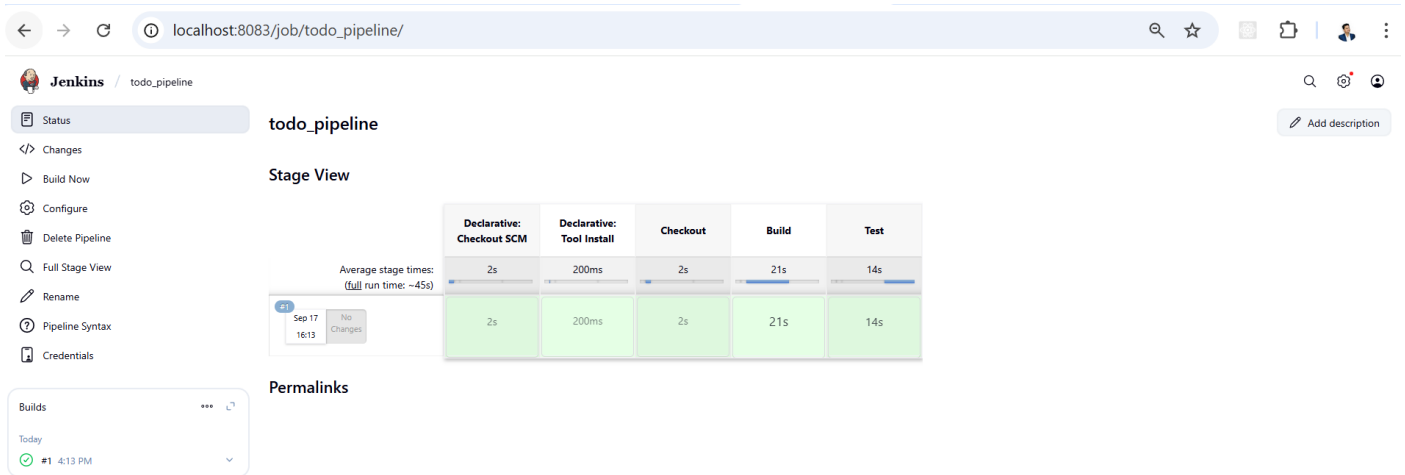 localhost:8083/job/todo_pipeline/
Jenkins / todo_pipeline
Status
Changes
Build Now
Configure
Delete Pipeline
Full Stage View
Rename
Pipeline Syntax
Credentials
Builds
Today
#1 4:13 PM
todo_pipeline
Add description
Stage View
Declarative:
Checkout SCM
Declarative:
Tool Install
Checkout
Build
Test
Average stage times:
(full run time: ~45s)
2s
200ms
2s
21s
14s
#1
Sep 17
16:13
No
Changes
2s
200ms
2s
21s
14s
Permalinks